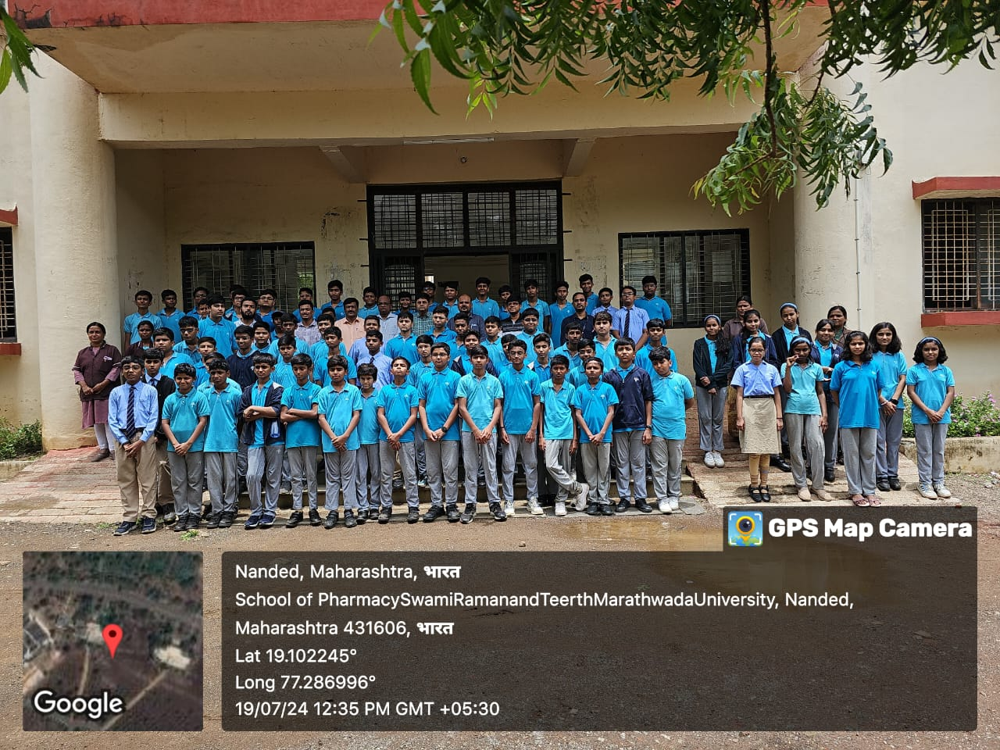 GPS Map Camera
Nanded, Maharashtra, भारत
School of PharmacySwamiRamanandTeerthMarathwadaUniversity, Nanded,
Maharashtra 431606, भारत
Lat 19.102245°
Long 77.286996°
19/07/24 12:35 PM GMT +05:30
Google